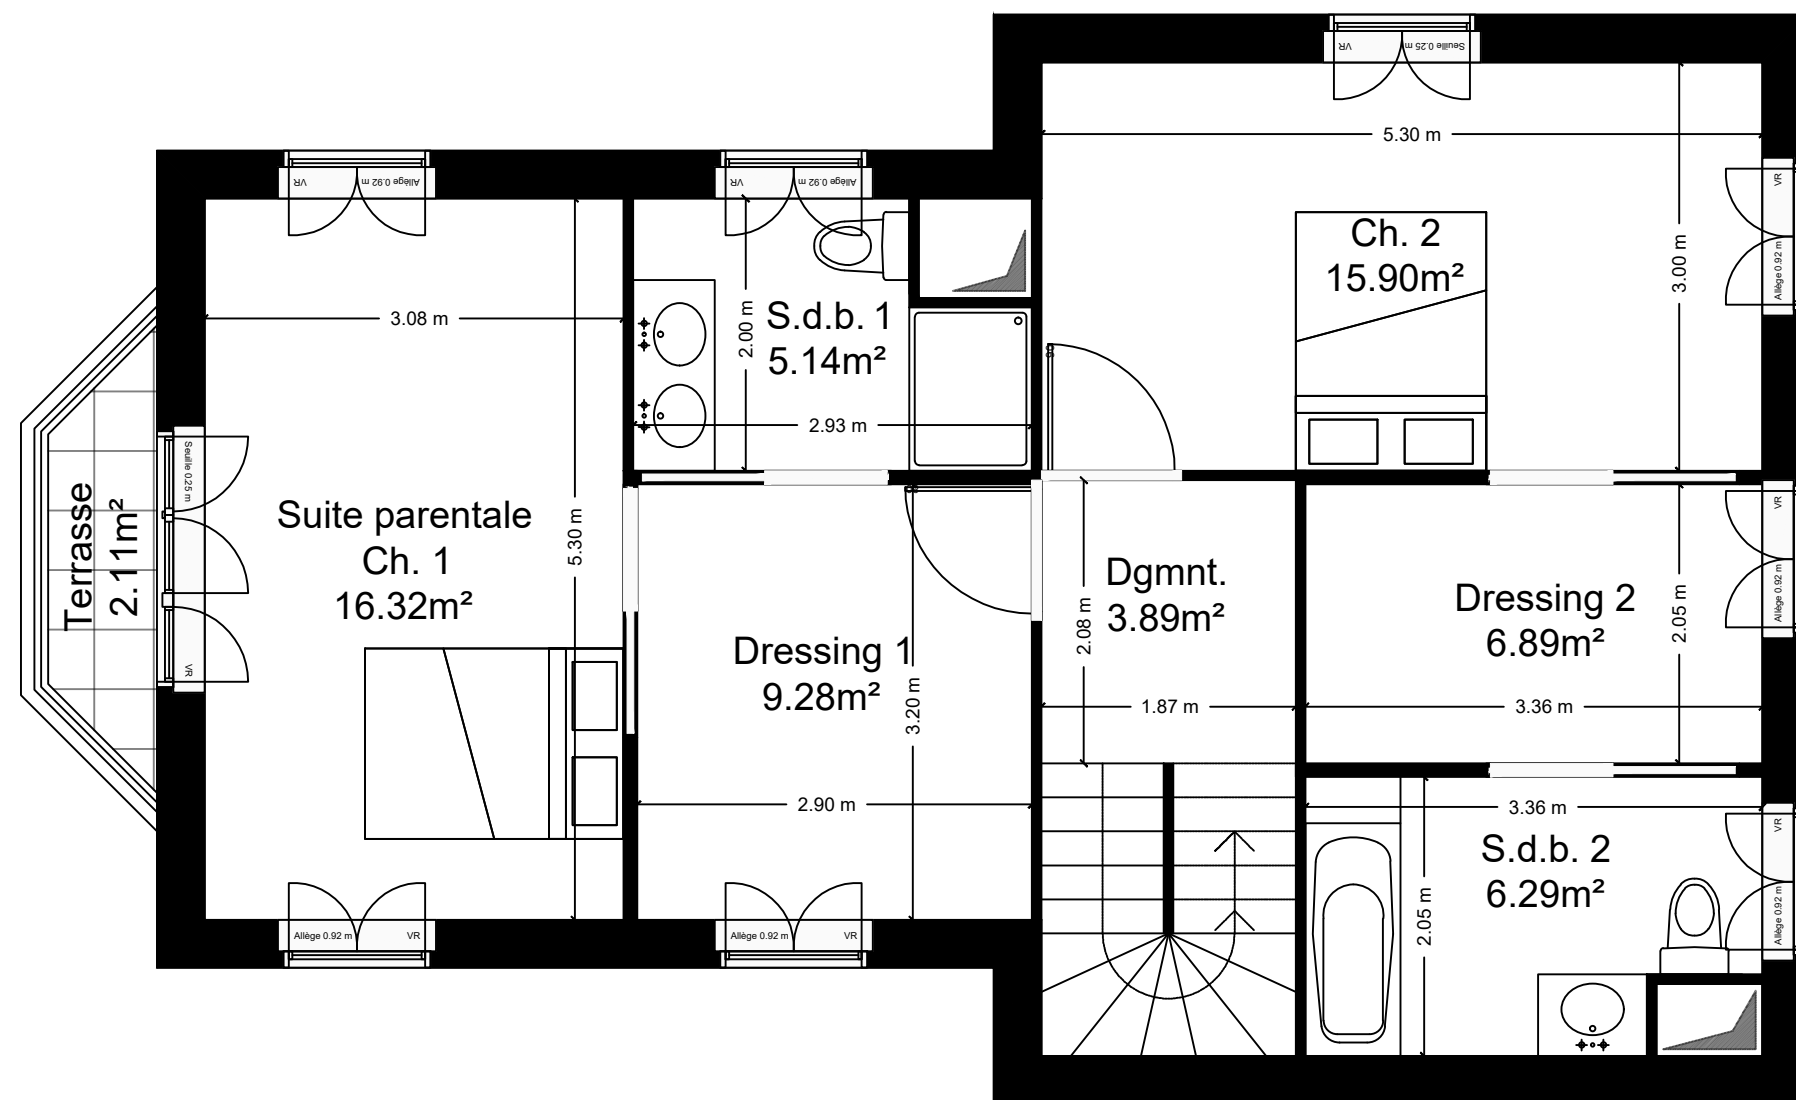 VR
Seuille 0.25 m
5.30 m
VR
Allège 0.92 m
VR
Allège 0.92 m
VR
Allège 0.92 m
3.00 m
Ch. 2
15.90m²
3.08 m
2.00 m
S.d.b. 1
5.14m²
2.93 m
90
Seuille 0.25 m
VR
Terrasse
2.11m²
Suite parentale
Ch. 1
16.32m²
5.30 m
90
Dressing 1
9.28m²
3.20 m
2.90 m
Dgmnt.
3.89m²
2.08 m
1.87 m
Dressing 2
6.89m²
2.05 m
3.36 m
VR
Allège 0.92 m
3.36 m
S.d.b. 2
6.29m²
2.05 m
VR
Allège 0.92 m
Allège 0.92 m
VR
Allège 0.92 m
VR